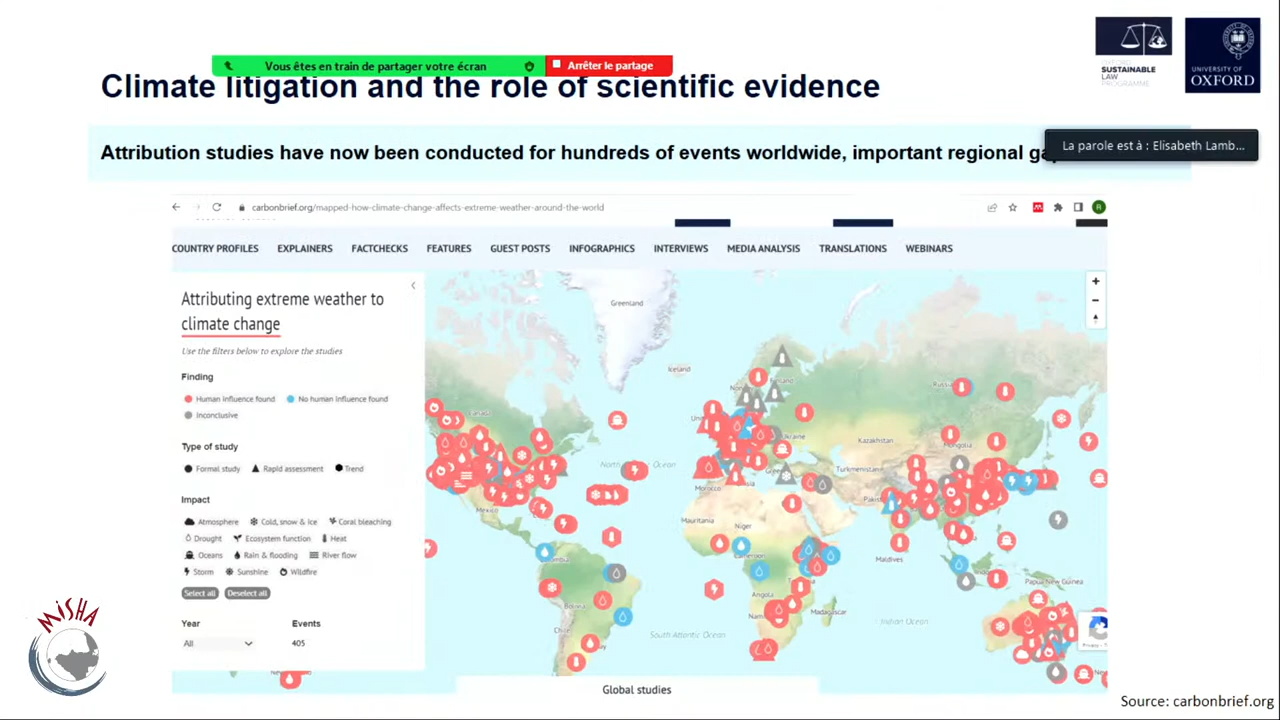 Vous êtes en train de partager votre écran
Arrêter le partage
Climate litigation and the role of scientific evidence
OXFORD
SUSTAINABLE
LAW
PROGRAMME
UNIVERSITY OF
OXFORD
Attribution studies have now been conducted for hundreds of events worldwide, important regional
La parole est à : Elisabeth Lamb...
carbonbrief.org/mapped-how-climate-change-affects-extreme-weather-around-the-world
R
COUNTRY PROFILES EXPLAINERS FACTCHECKS FEATURES GUEST POSTS INFOGRAPHICS INTERVIEWS MEDIA ANALYSIS TRANSLATIONS WEBINARS
Attributing extreme weather to
climate change
Use the filters below to explore the studies
Finding
Human influence found No human influence found
Inconclusive
Type of study
Formal study Rapid assessment Trend
Impact
Atmosphere Cold, snow & ice Coral bleaching
Drought Ecosystem function Heat
Oceans Rain & flooding River flow
Storm Sunshine Wildfire
Select all Deselect all
Year Events
All 405
Greenland
Iceland
Finland
Canada
Russia
Ukraine
Kazakhstan
Mongolia
North Ocean
Turkmenistan
Morocco
Mexico
Mauritania
Niger
Maldives
Cameroon
Papua New Guinea
Angola
Bolivia
Madagascar
Chile
South Atlantic Ocean
Indian Ocean
Global studies
MISHA
Source: carbonbrief.org